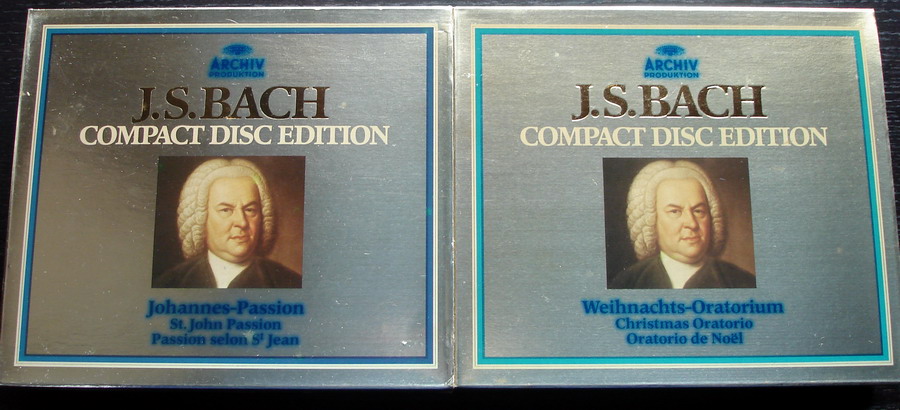 ARCHIV
PRODUKTION
J.S.BACH
COMPACT DISC EDITION
Johannes-Passion
St. John Passion
Passion selon St Jean
ARCHIV
PRODUKTION
J.S.BACH
COMPACT DISC EDITION
Weihnachts-Oratorium
Christmas Oratorio
Oratorio de Noël